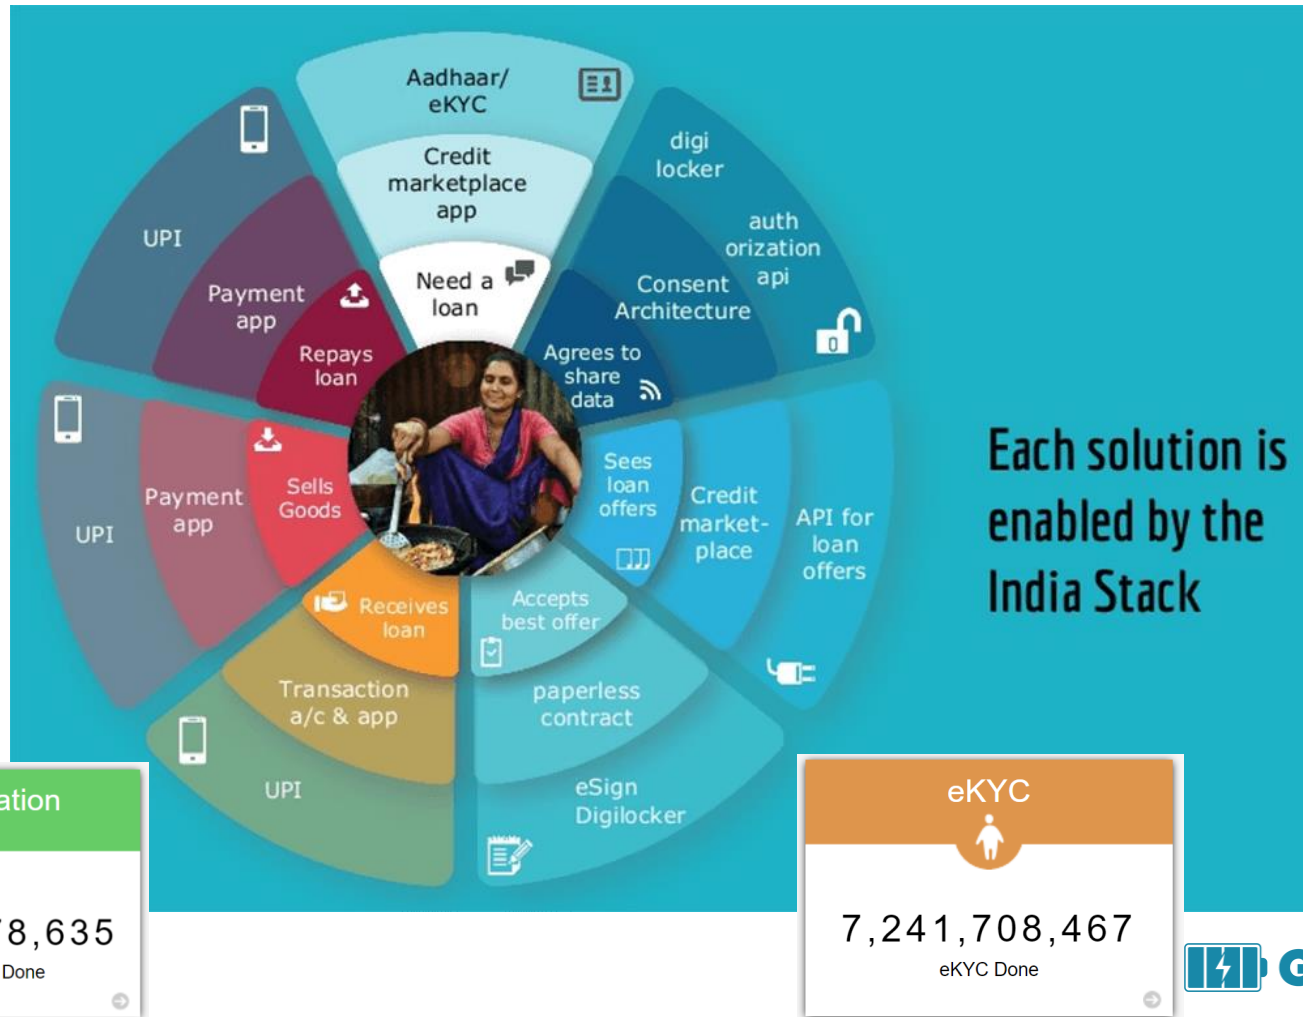 Aadhaar/
eKYC
Credit
marketplace
app
Need a
loan
digi
locker
auth
orization
api
Consent
Architecture
Agrees to
share
data
Sees
loan
offers
Credit
market-
place
API for
loan
offers
Accepts
best offer
paperless
contract
eSign
Digilocker
Receives
loan
Transaction
a/c & app
UPI
Sells
Goods
Payment
app
UPI
Repays
loan
Payment
app
UPI
Each solution is
enabled by the
India Stack
ation
8,635
Done
eKYC
7,241,708,467
eKYC Done